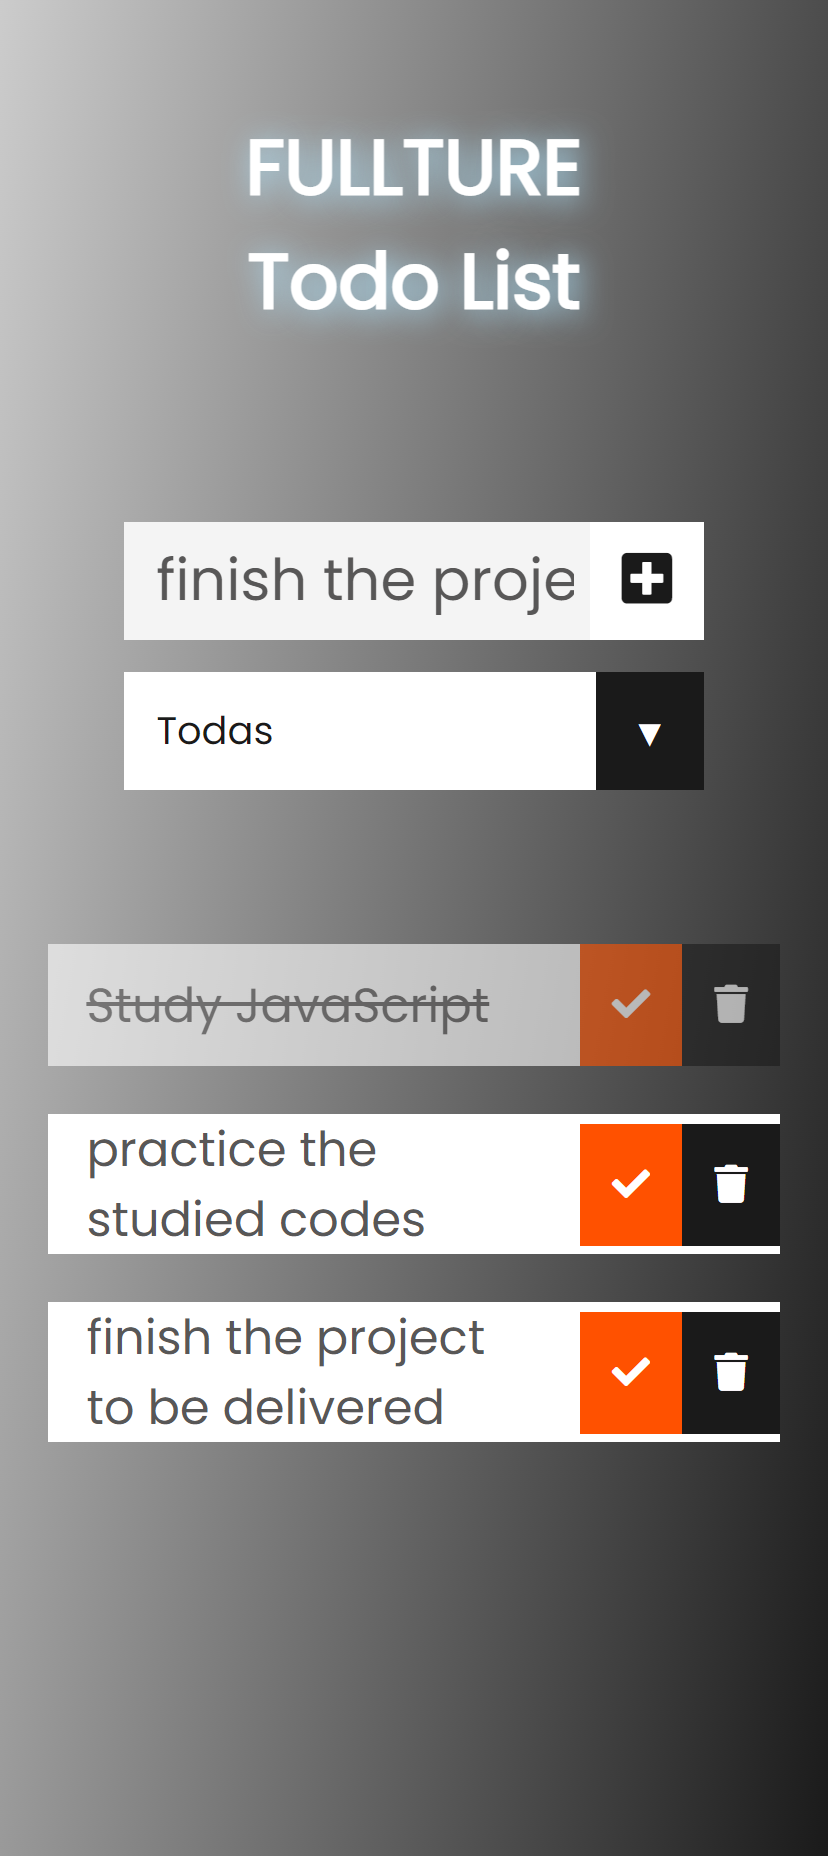 FULLTURE
Todo List
finish the proje
Todas
Study JavaScript
practice the
studied codes
finish the project
to be delivered